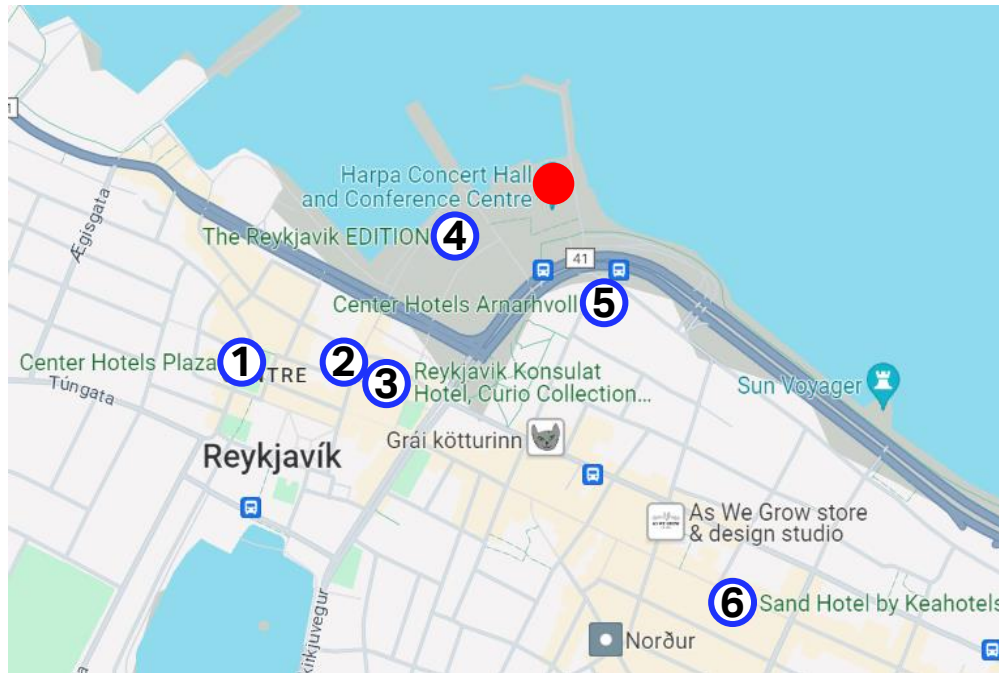 1
Harpa Concert Hall
and Conference Centre
Ægisgata
The Reykjavik EDITION
4
41
Center Hotels Arnarhvoll
5
Center Hotels Plaza
1
2
3
TRE
Reykjavik Konsulat
Hotel, Curio Collection...
Túngata
Sun Voyager
Grái kötturinn
Reykjavík
As We Grow store
& design studio
6
Sand Hotel by Keahotels
Norður